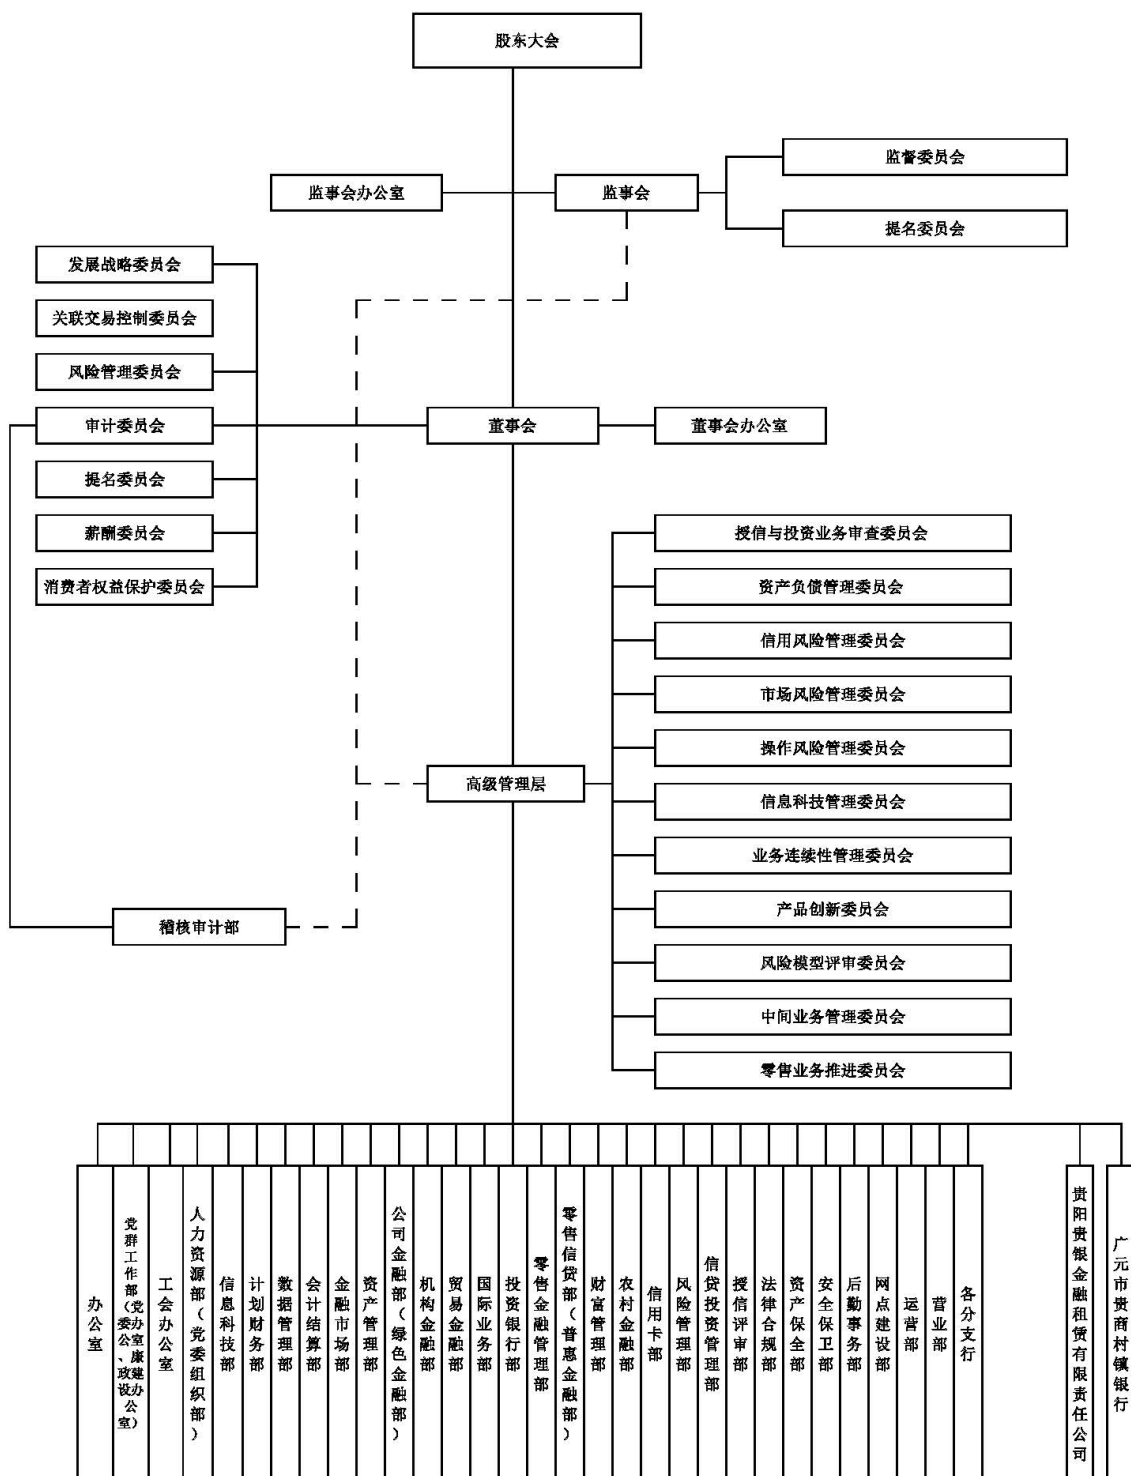 股东大会
监督委员会
监事会办公室
监事会
提名委员会
发展战略委员会
关联交易控制委员会
风险管理委员会
审计委员会
董事会
董事会办公室
提名委员会
薪酬委员会
消费者权益保护委员会
授信与投资业务审查委员会
资产负债管理委员会
信用风险管理委员会
市场风险管理委员会
操作风险管理委员会
高级管理层
信息科技管理委员会
业务连续性管理委员会
产品创新委员会
稽核审计部
风险模型评审委员会
中间业务管理委员会
零售业务推进委员会
办公室
党群工作部(党委办公室、党廉政建设办公室)
工会办公室
人力资源部(党委组织部)
信息科技部
计划财务部
数据管理部
会计结算部
金融市场部
资产管理部
公司金融部(绿色金融部)
机构金融部
贸易金融部
国际业务部
投资银行部
零售金融管理部
零售信贷部(普惠金融部)
财富管理部
农村金融部
信用卡部
风险管理部
信贷投资管理部
授信评审部
法律合规部
资产保全部
安全保卫部
后勤事务部
网点建设部
运营部
营业部
各分支行
贵阳贵银金融租赁有限责任公司
广元市贵商村镇银行